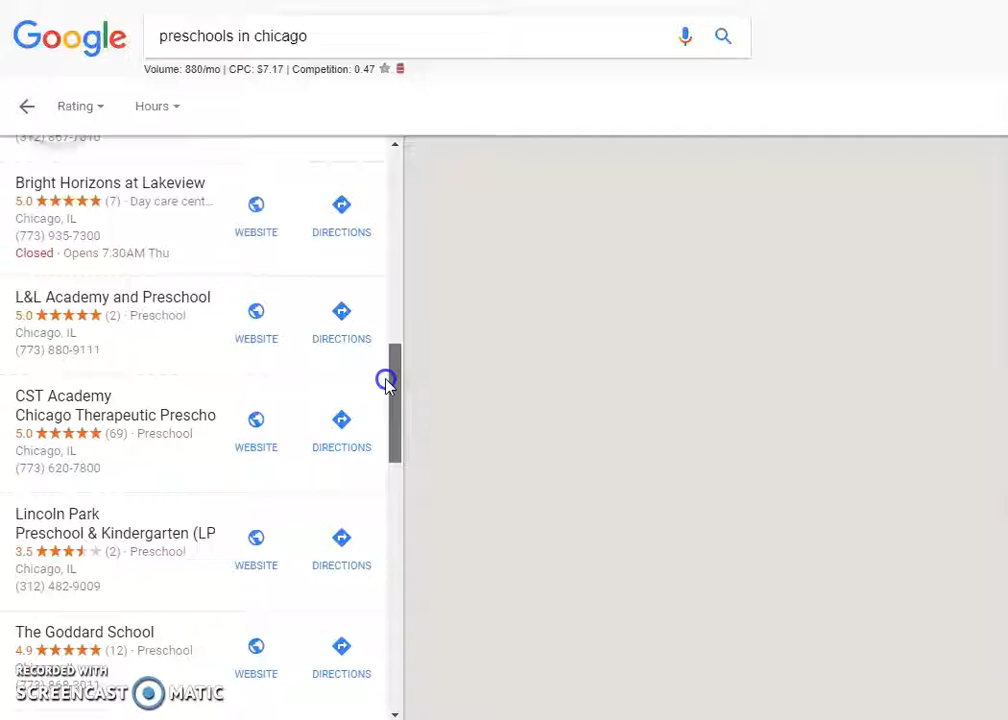 Google
preschools in chicago
Volume: 880/mo | CPC: $7.17 | Competition: 0.47
Rating
Hours
Bright Horizons at Lakeview
5.0 (7) · Day care cent...
Chicago, IL
(773) 935-7300
Closed · Opens 7:30AM Thu
WEBSITE
DIRECTIONS
L&L Academy and Preschool
5.0 (2) · Preschool
Chicago, IL
(773) 880-9111
WEBSITE
DIRECTIONS
CST Academy
Chicago Therapeutic Prescho
5.0 (69) · Preschool
Chicago, IL
(773) 620-7800
WEBSITE
DIRECTIONS
Lincoln Park
Preschool & Kindergarten (LP
3.5 (2) · Preschool
Chicago, IL
(312) 482-9009
WEBSITE
DIRECTIONS
The Goddard School
4.9 (12) · Preschool
WEBSITE
DIRECTIONS
RECORDED WITH
SCREENCAST MATIC